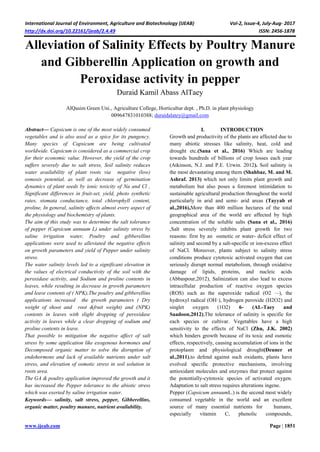 International Journal of Environment, Agriculture and Biotechnology (IJEAB)
Vol-2, Issue-4, July-Aug- 2017
http://dx.doi.org/10.22161/ijeab/2.4.49
ISSN: 2456-1878
Alleviation of Salinity Effects by Poultry Manure
and Gibberellin Application on growth and
Peroxidase activity in pepper
Duraid Kamil Abass AlTaey
AlQasim Green Uni., Agriculture College, Horticultur dept. , Ph.D. in plant physiology
009647831010348; duraidaltaey@gmail.com
Abstract— Capsicum is one of the most widely consumed
vegetables and is also used as a spice for its pungency.
Many species of Capsicum are being cultivated
worldwide. Capsicum is considered as a commercial crop
for their economic value. However, the yield of the crop
suffers severely due to salt stress, Soil salinity reduces
water availability of plant roots via negative (low)
osmosis potential, as well as decrease of germination
dynamics of plant seeds by ionic toxicity of Na and Cl .
Significant differences in fruit-set, yield, photo synthetic
rates, stomata conductance, total chlorophyll content,
proline. In general, salinity affects almost every aspect of
the physiology and biochemistry of plants.
The aim of this study was to determine the salt tolerance
of pepper (Capsicum annuum L) under salinity stress by
saline irrigation water, Poultry and gibberellins
applications were used to alleviated the negative effects
on growth parameters and yield of Pepper under salinity
stress.
The water salinity levels led to a significant elevation in
the values of electrical conductivity of the soil with the
peroxidase activity, and Sodium and proline contents in
leaves. while resulting in decrease in growth parameters
and leave contents of ( NPK).The poultry and gibberellins
applications increased the growth parameters ( Dry
weight of shoot and root &fruit weight) and (NPK)
contents in leaves with slight dropping of peroxidase
activity in leaves while a clear dropping of sodium and
proline contents in leave.
That possible to mitigation the negative affect of salt
stress by some application like exogenous hormones and
Decomposed organic matter to solve the disruption of
endohormons and lack of available nutrients under salt
stress, and elevation of osmotic stress in soil solution in
roots area.
The GA & poultry application improved the growth and it
has increased the Pepper tolerance to the abiotic stress
which was exerted by saline irrigation water.
Keywords— salinity, salt stress, pepper, Gibberellins,
organic matter, poultry manure, nutrient availability.
I. INTRODUCTION
Growth and productivity of the plants are affected due to
many abiotic stresses like salinity, heat, cold and
drought etc.(Sana et al., 2016) Which are leading
towards hundreds of billions of crop losses each year
(Atkinson, N.J. and P.E. Urwin. 2012), Soil salinity is
the most devastating among them (Shahbaz, M. and M.
Ashraf. 2013) which not only limits plant growth and
metabolism but also poses a foremost intimidation to
sustainable agricultural production throughout the world
particularly in arid and semi- arid areas (Tayyab et
al.,2016).More than 400 million hectares of the total
geographical area of the world are affected by high
concentration of the soluble salts (Sana et al., 2016)
.Salt stress severely inhibits plant growth for two
reasons: first by an osmotic or water- deficit effect of
salinity and second by a salt-specific or ion-excess effect
of NaCl. Moreover, plants subject to salinity stress
conditions produce cytotoxic activated oxygen that can
seriously disrupt normal metabolism, through oxidative
damage of lipids, proteins, and nucleic acids
(Abbaspour,2012). Salinization can also lead to excess
intracellular production of reactive oxygen species
(ROS) such as the superoxide radical (O2 −), the
hydroxyl radical (OH·), hydrogen peroxide (H2O2) and
singlet oxygen (1O2) 6- (AL-Taey and
Saadoon,2012).The tolerance of salinity is specific for
each species or cultivar. Vegetables have a high
sensitivity to the effects of NaCl (Zhu, J.K. 2002)
which hinders growth because of its toxic and osmotic
effects, respectively, causing accumulation of ions in the
protoplasm and physiological drought(Denner et
al.,2011).to defend against such oxidants, plants have
evolved specific protective mechanisms, involving
antioxidant molecules and enzymes that protect against
the potentially-cytotoxic species of activated oxygen.
Adaptation to salt stress requires alterations ingene.
Pepper (Capsicum annuumL.) is the second most widely
consumed vegetable in the world and an excellent
source of many essential nutrients for humans,
especially vitamin C, phenolic compounds,
www.ijeab.com
Page | 1851